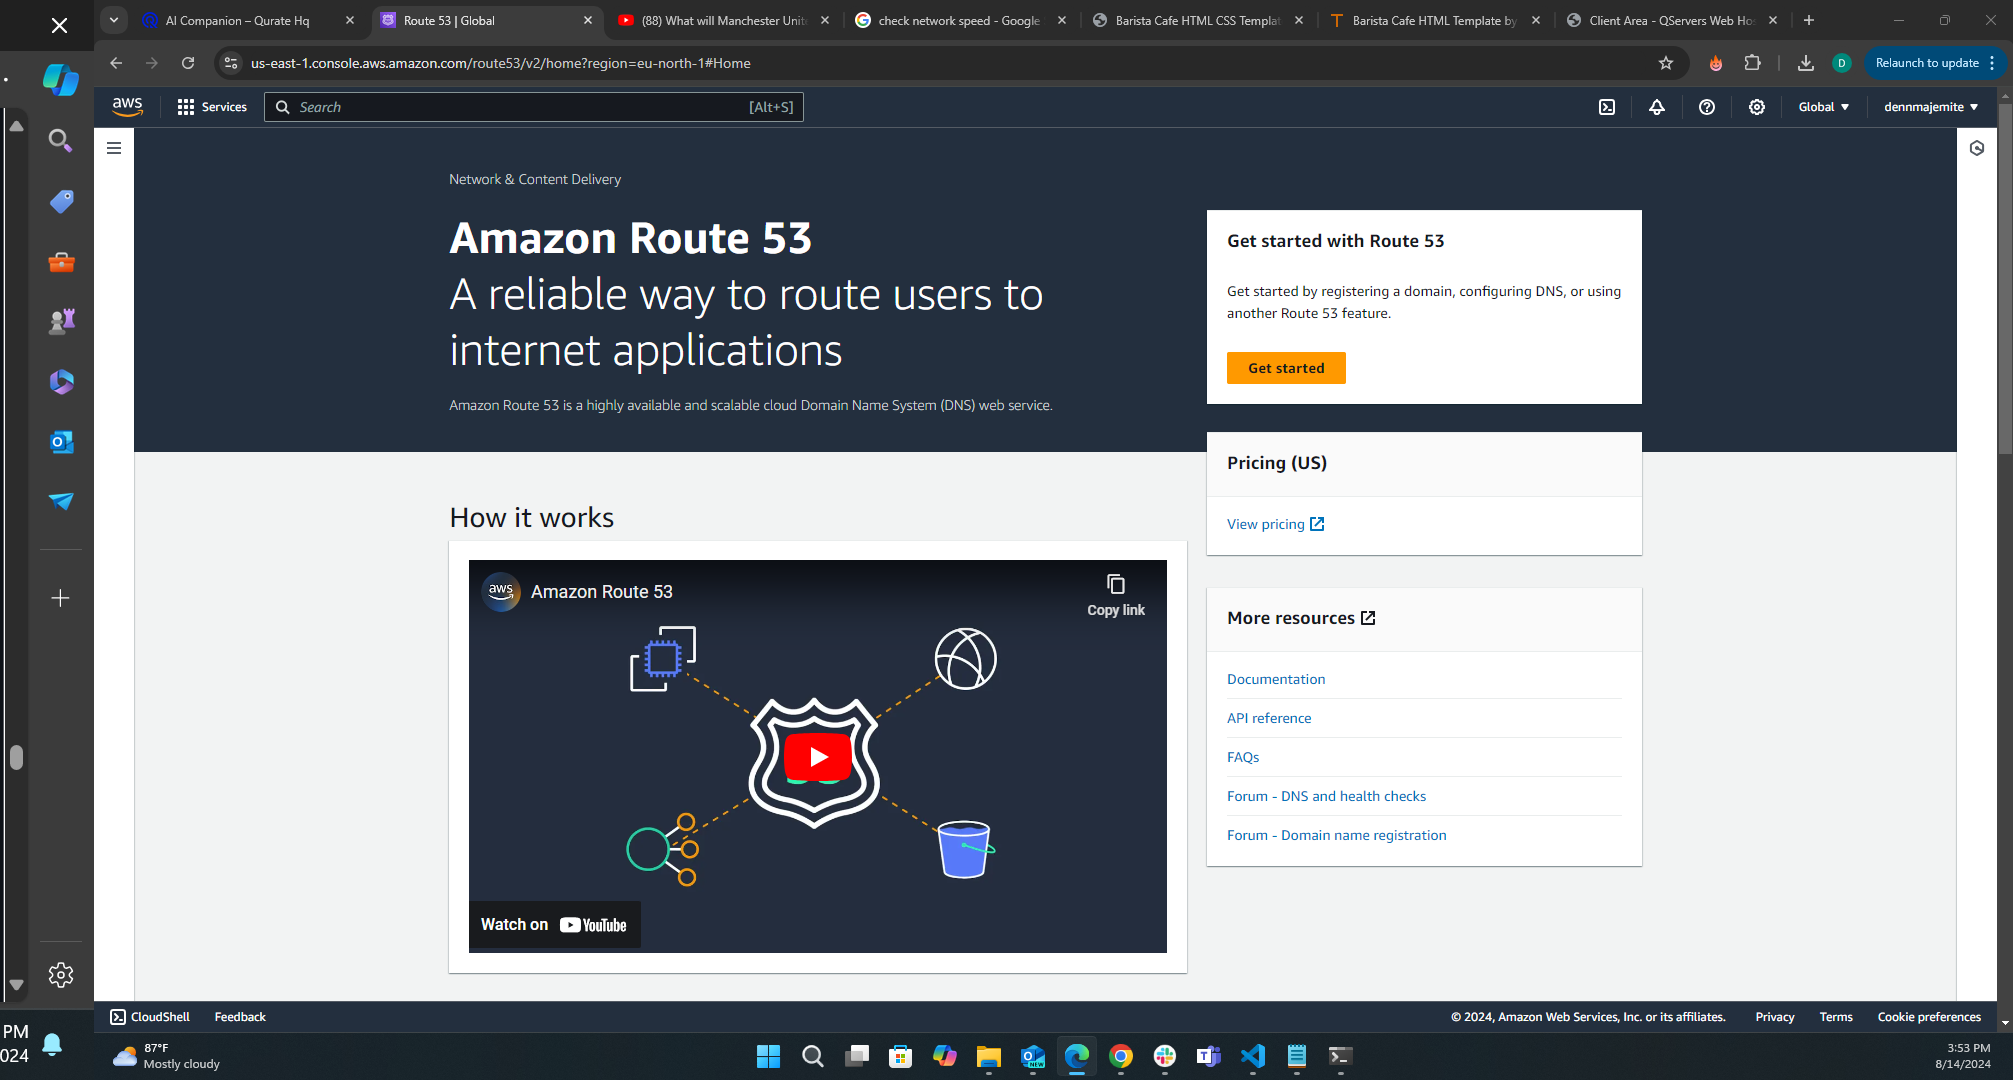 AI Companion – Qurate Hq
Route 53 | Global
(88) What will Manchester Unit
check network speed - Google
Barista Cafe HTML CSS Templat
Barista Cafe HTML Template by
Client Area - QServers Web Hos
us-east-1.console.aws.amazon.com/route53/v2/home?region=eu-north-1#Home
D
Relaunch to update
aws
Services
Search
[Alt+S]
Global
dennmajemite
Network & Content Delivery
Amazon Route 53
A reliable way to route users to
internet applications
Amazon Route 53 is a highly available and scalable cloud Domain Name System (DNS) web service.
Get started with Route 53
Get started by registering a domain, configuring DNS, or using
another Route 53 feature.
Get started
Pricing (US)
View pricing
How it works
aws
Amazon Route 53
Copy link
Watch on YouTube
More resources
Documentation
API reference
FAQs
Forum - DNS and health checks
Forum - Domain name registration
CloudShell
Feedback
© 2024, Amazon Web Services, Inc. or its affiliates.
Privacy
Terms
Cookie preferences
PM
024
87°F
Mostly cloudy
NEW
3:53 PM
8/14/2024